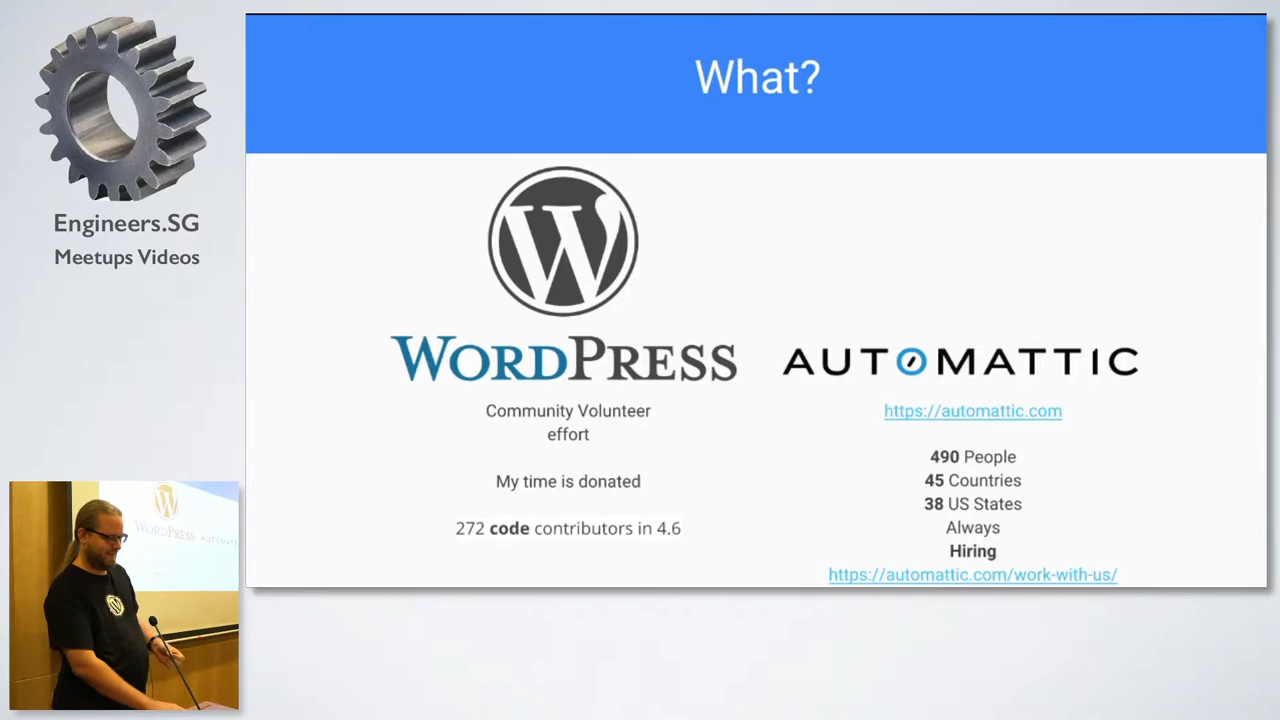 Engineers.SG
Meetups Videos
What?
WORDPRESS
Community Volunteer
effort
My time is donated
272 code contributors in 4.6
AUTOMATTIC
https://automattic.com
490 People
45 Countries
38 US States
Always
Hiring
https://automattic.com/work-with-us/
WORDPRESS AUTOMATT